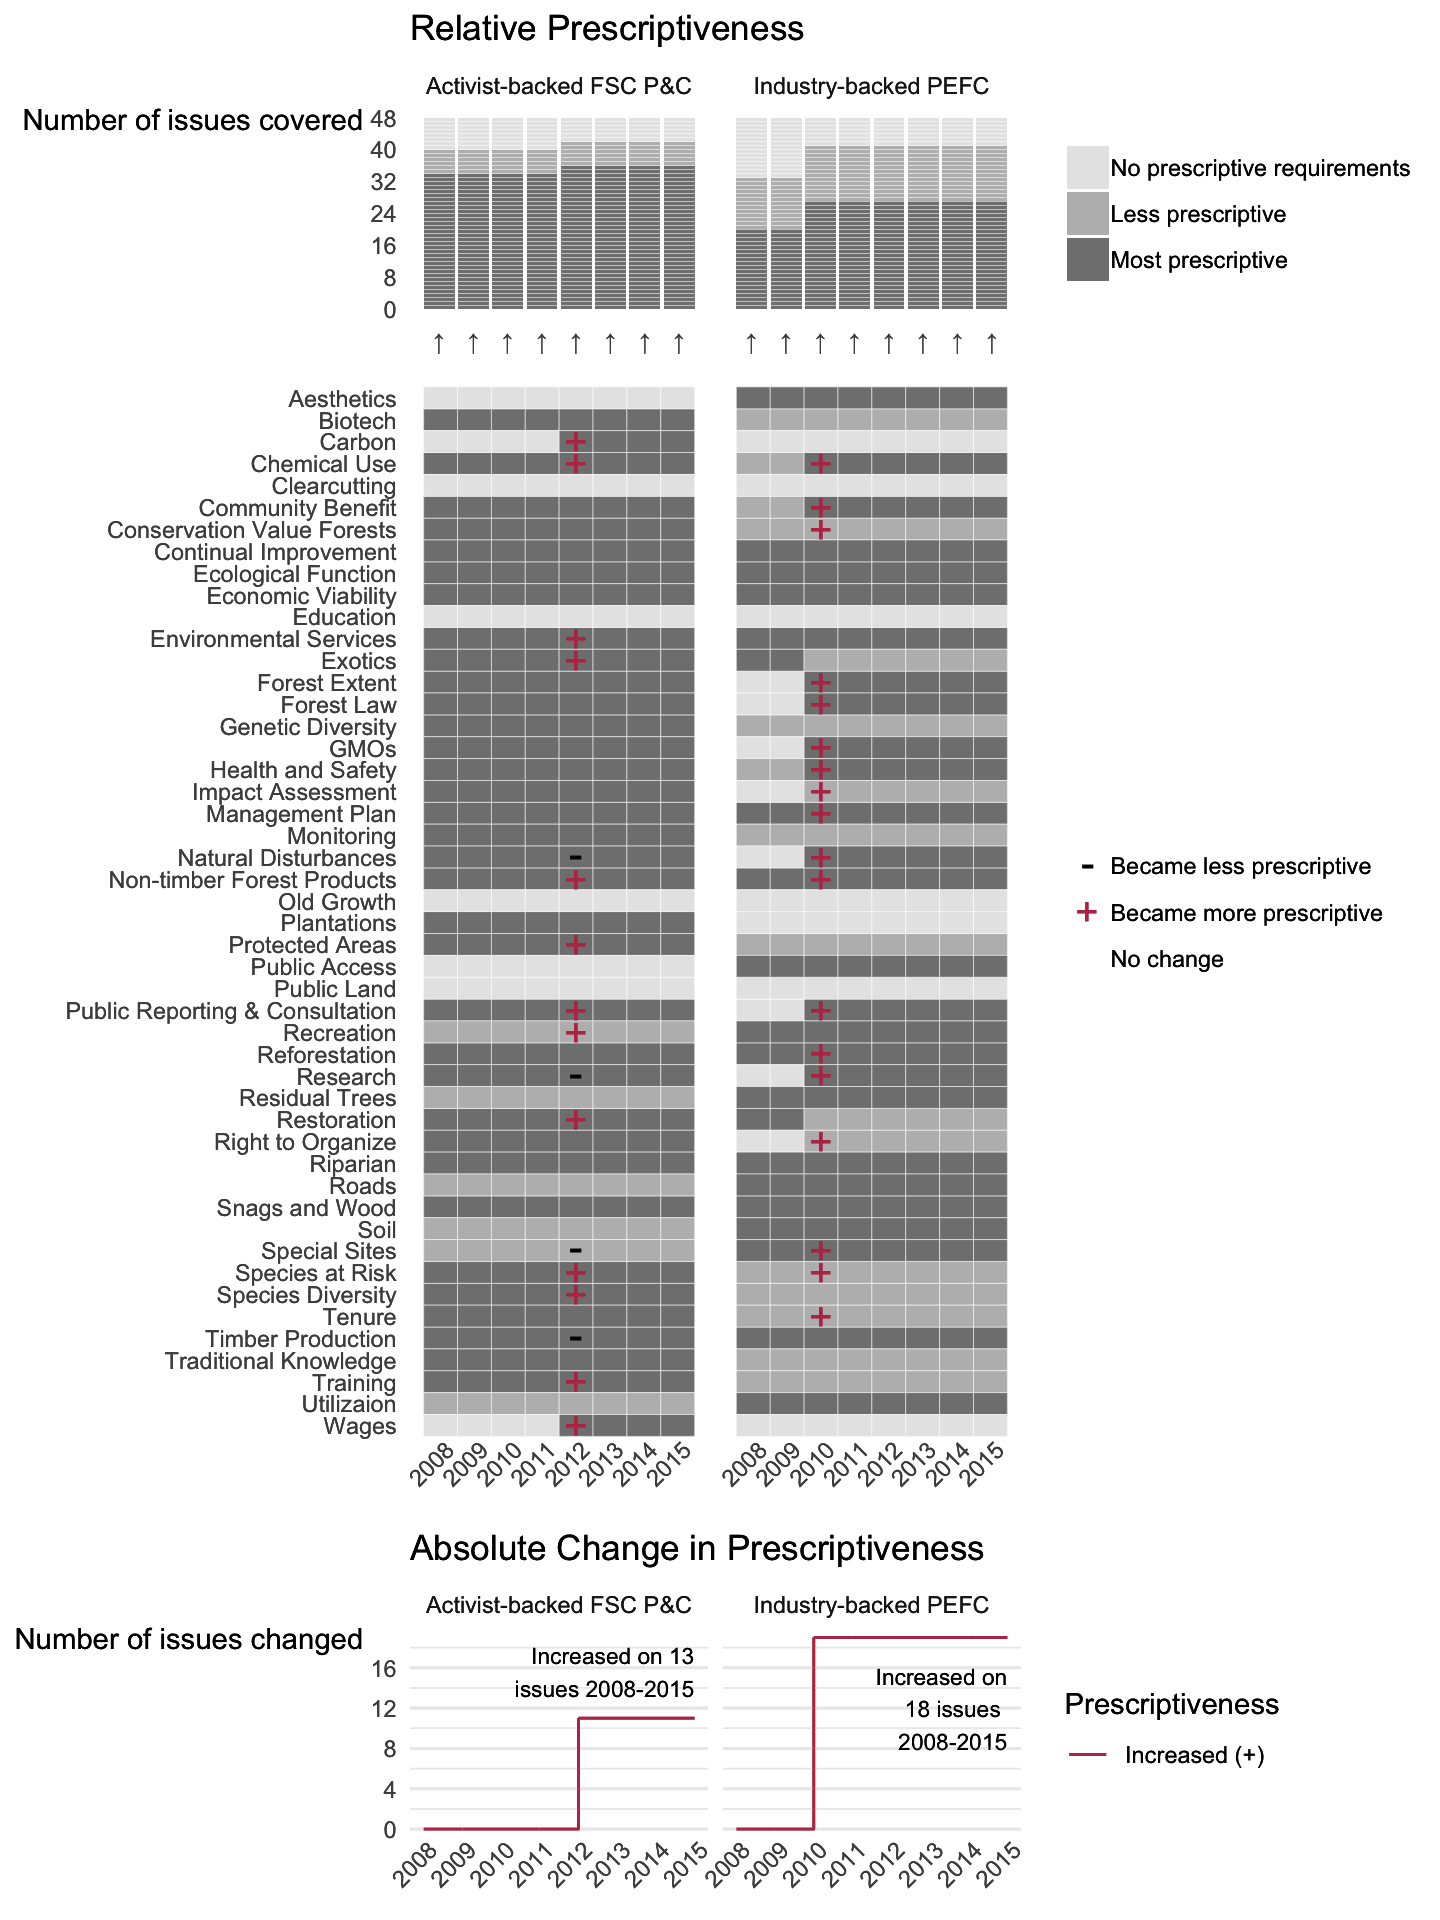 Relative Prescriptiveness
Activist-backed FSC P&C
Industry-backed PEFC
Number of issues covered
48
40
32
24
16
8
0
No prescriptive requirements
Less prescriptive
Most prescriptive
↑ ↑ ↑ ↑ ↑ ↑ ↑ ↑
↑ ↑ ↑ ↑ ↑ ↑ ↑ ↑
Aesthetics
Biotech
Carbon
Chemical Use
Clearcutting
Community Benefit
Conservation Value Forests
Continual Improvement
Ecological Function
Economic Viability
Education
Environmental Services
Exotics
Forest Extent
Forest Law
Genetic Diversity
GMOs
Health and Safety
Impact Assessment
Management Plan
Monitoring
Natural Disturbances
Non-timber Forest Products
Old Growth
Plantations
Protected Areas
Public Access
Public Land
Public Reporting & Consultation
Recreation
Reforestation
Research
Residual Trees
Restoration
Right to Organize
Riparian
Roads
Snags and Wood
Soil
Special Sites
Species at Risk
Species Diversity
Tenure
Timber Production
Traditional Knowledge
Training
Utilizaion
Wages
- Became less prescriptive
+ Became more prescriptive
No change
2008 2009 2010 2011 2012 2013 2014 2015
2008 2009 2010 2011 2012 2013 2014 2015
Absolute Change in Prescriptiveness
Activist-backed FSC P&C
Industry-backed PEFC
Number of issues changed
16
12
8
4
0
Increased on 13
issues 2008-2015
Increased on
18 issues
2008-2015
Prescriptiveness
Increased (+)
2008 2009 2010 2011 2012 2013 2014 2015
2008 2009 2010 2011 2012 2013 2014 2015